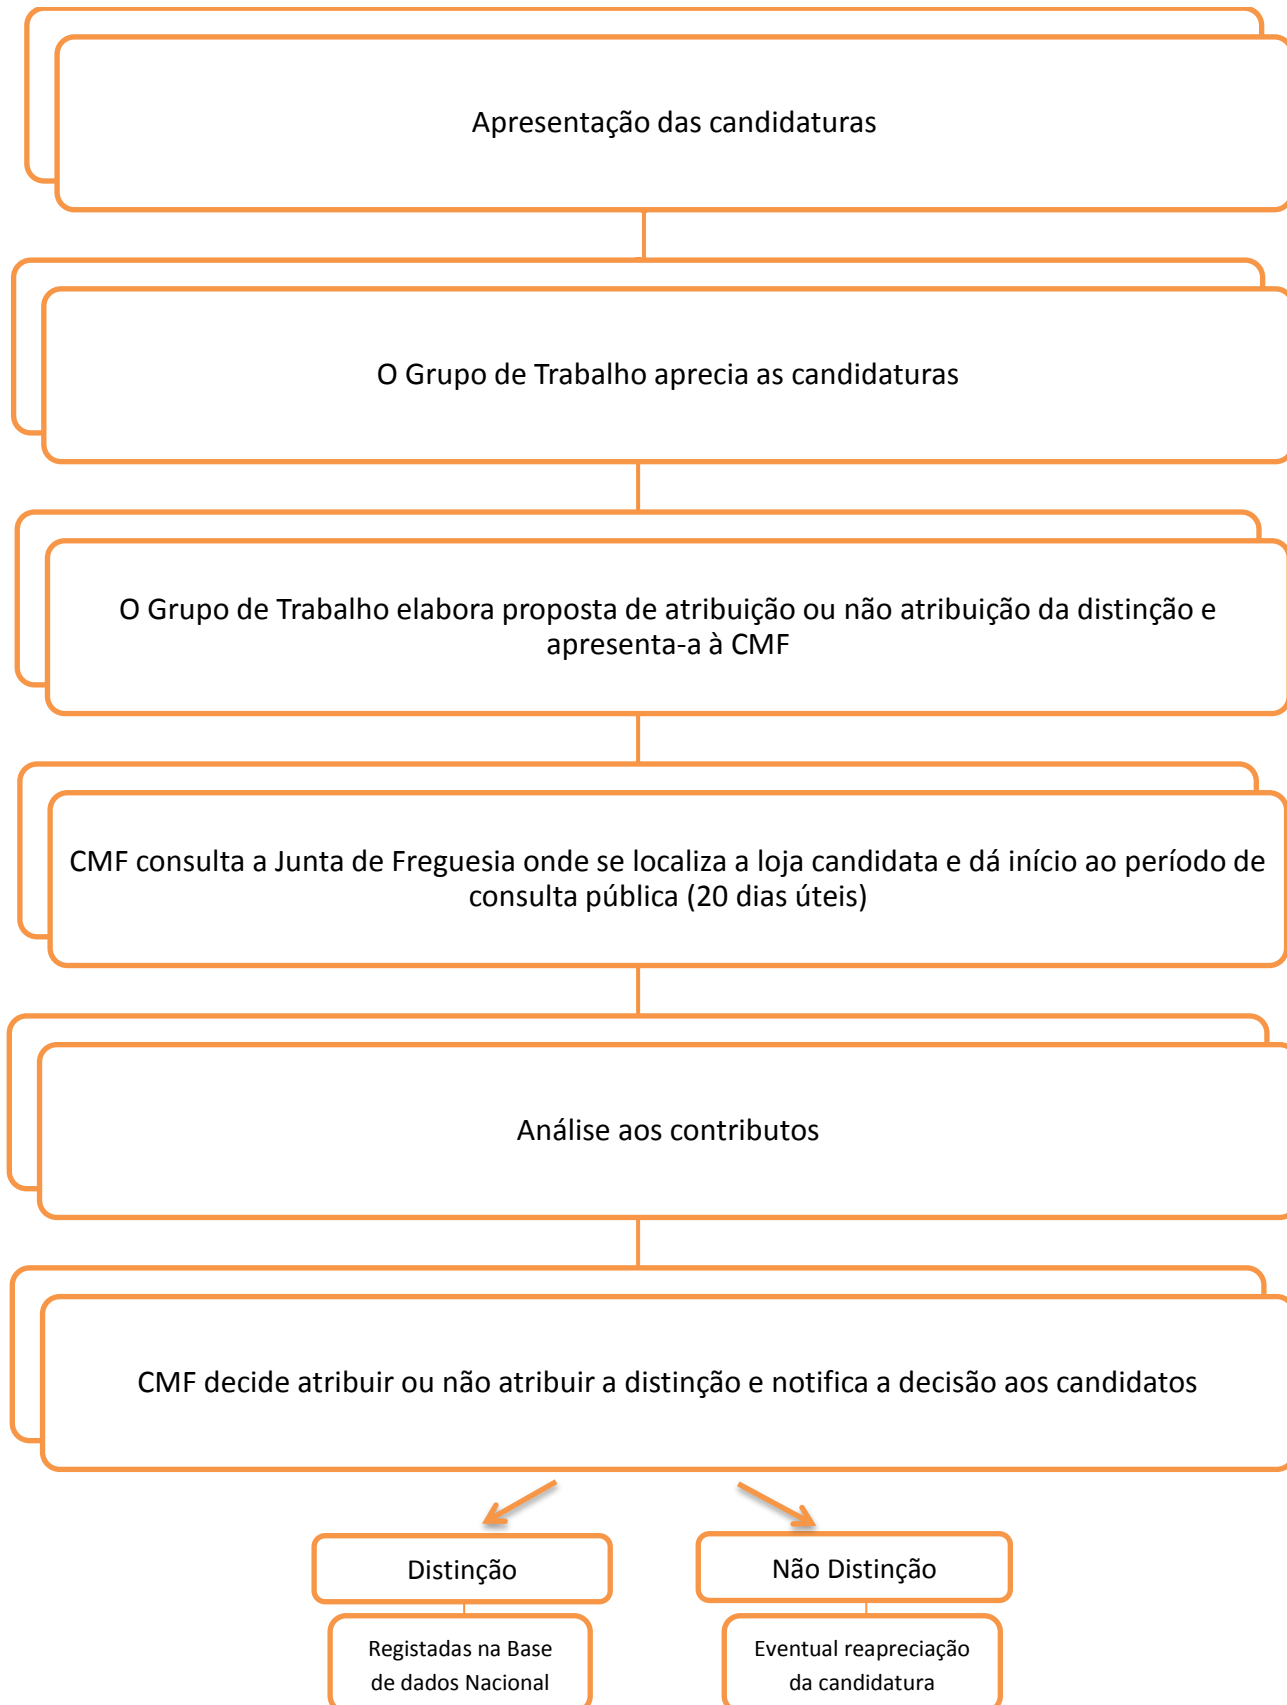 Apresentação das candidaturas
O Grupo de Trabalho aprecia as candidaturas
O Grupo de Trabalho elabora proposta de atribuição ou não atribuição da distinção e
apresenta-a à CMF
CMF consulta a Junta de Freguesia onde se localiza a loja candidata e dá início ao período de
consulta pública (20 dias úteis)
Análise aos contributos
CMF decide atribuir ou não atribuir a distinção e notifica a decisão aos candidatos
Distinção
Não Distinção
Registadas na Base
de dados Nacional
Eventual reapreciação
da candidatura